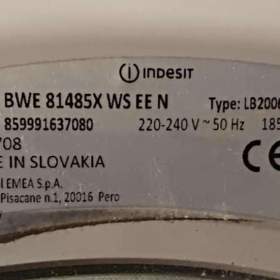 indesit
BWE 81485X WS EE N Type: LB2006
859991637080 220-240 V ~ 50 Hz 185
708
E IN SLOVAKIA CE
l EMEA S.p.A.
Pisacane n.1, 20016 Pero